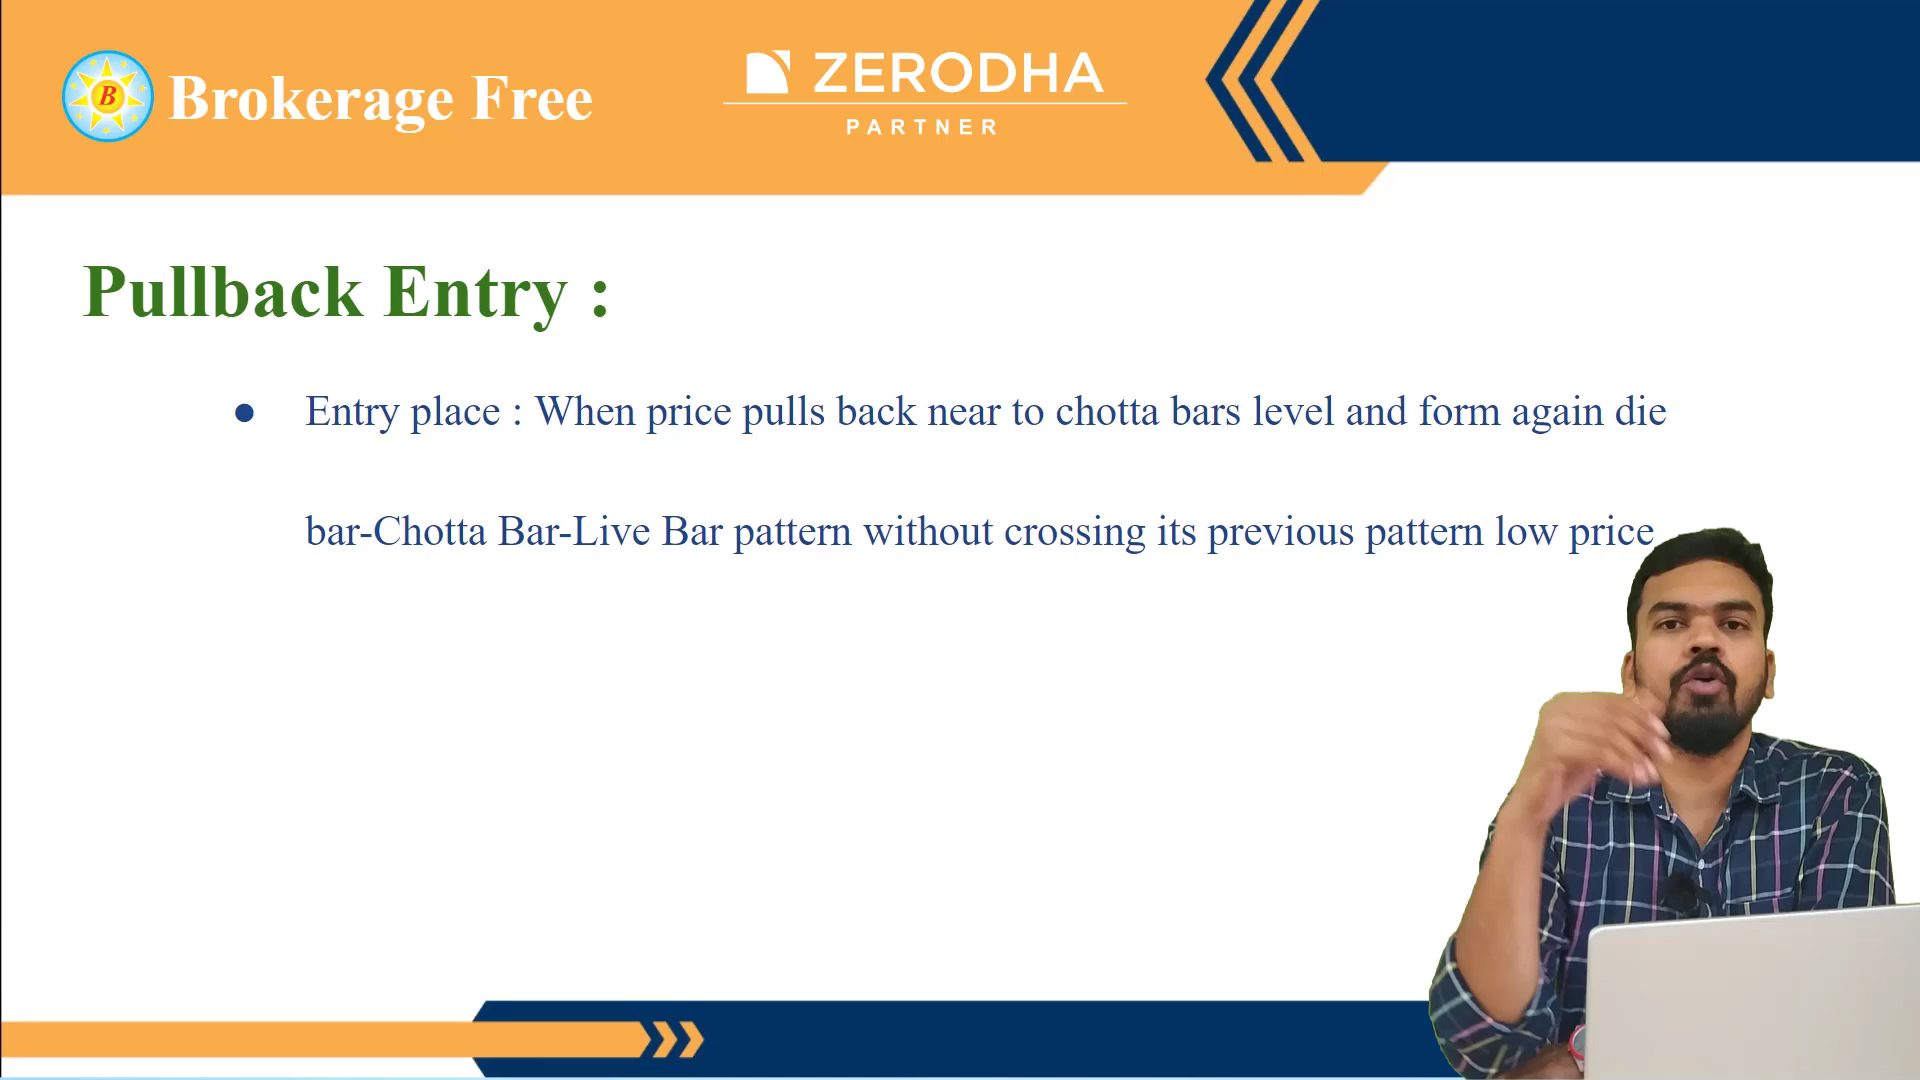 B Brokerage Free
ZERODHA
PARTNER
Pullback Entry :
● Entry place : When price pulls back near to chotta bars level and form again die
bar-Chotta Bar-Live Bar pattern without crossing its previous pattern low price